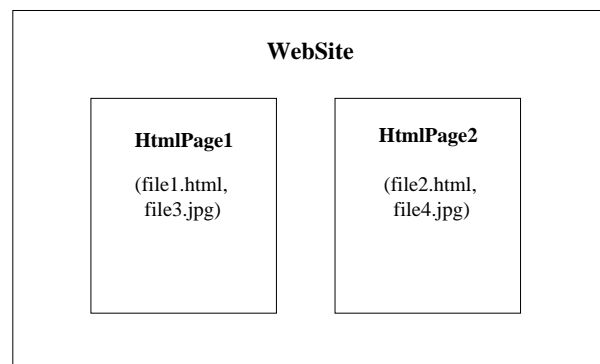 WebSite
HtmlPage1
(file1.html,
file3.jpg)
HtmlPage2
(file2.html,
file4.jpg)